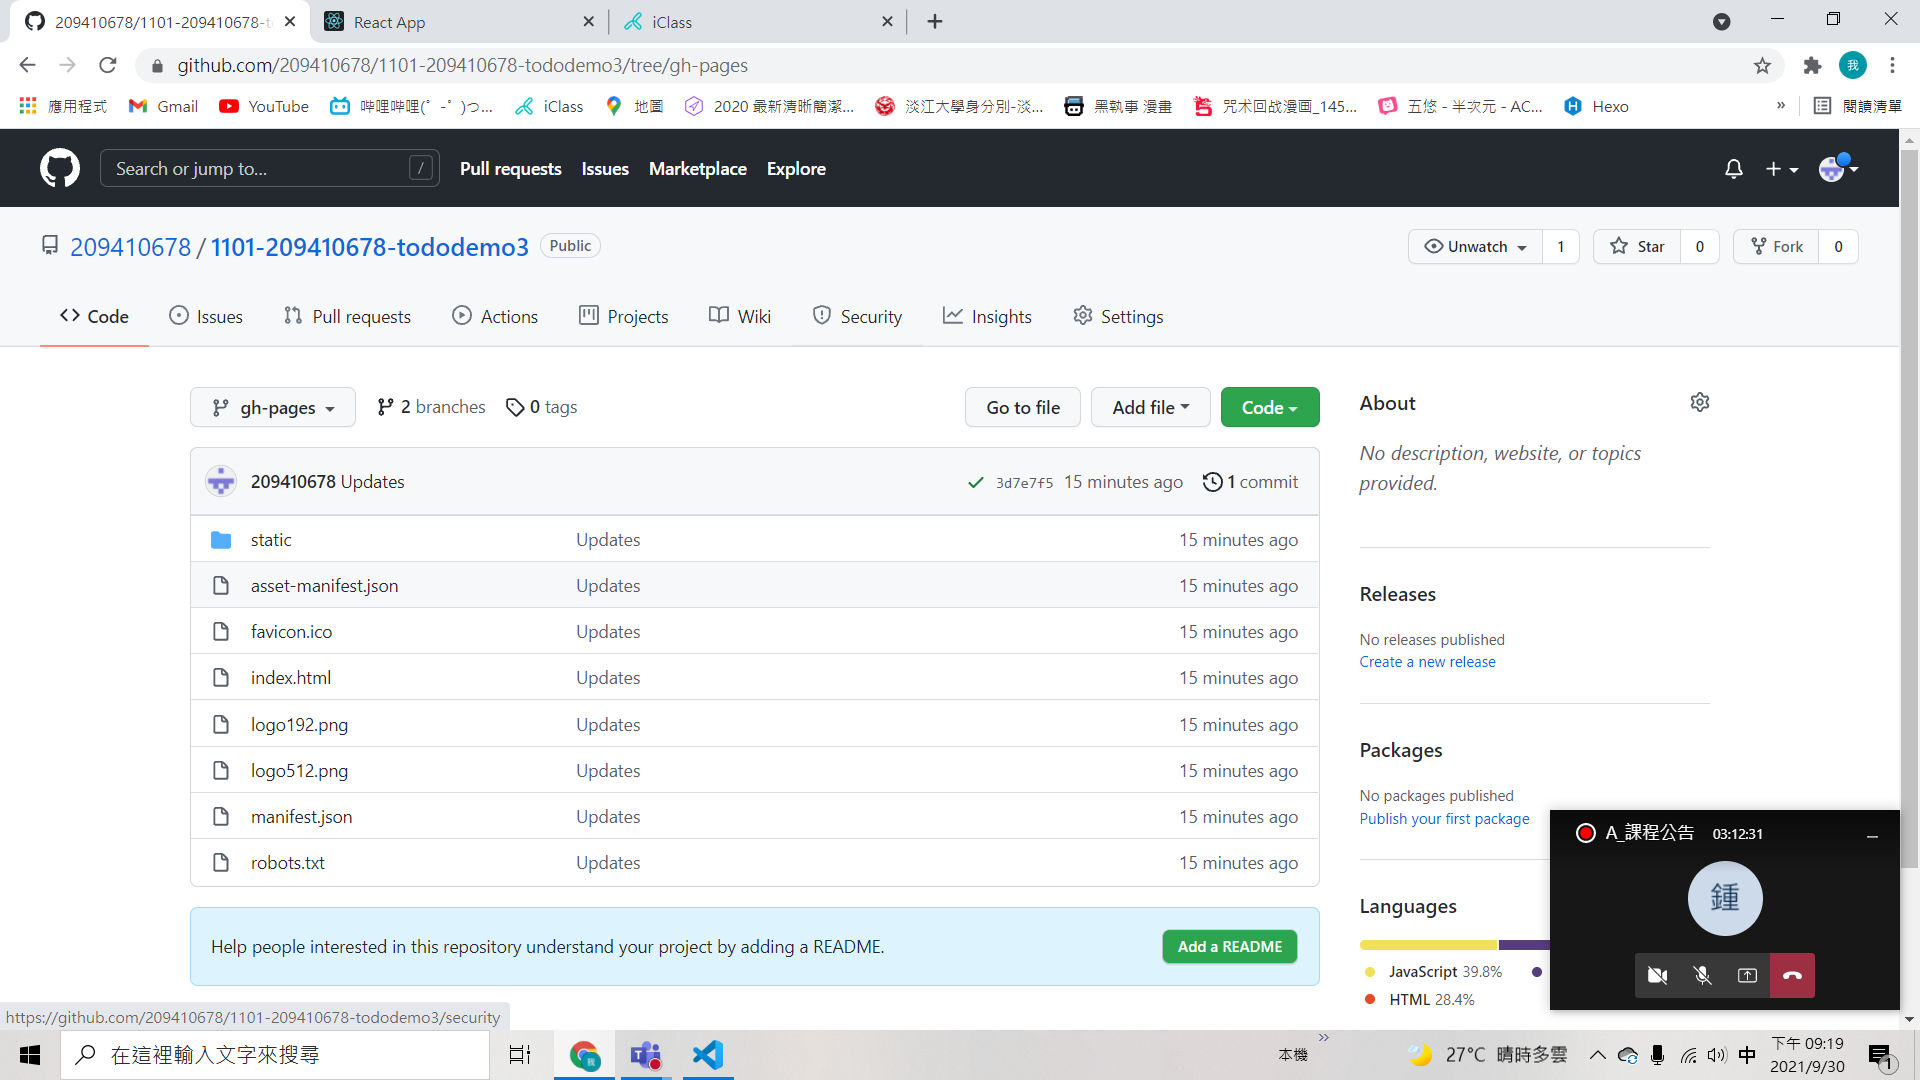 209410678/1101-209410678-t
React App
iClass
github.com/209410678/1101-209410678-tododemo3/tree/gh-pages
我
應用程式
Gmail
YouTube
哔哩哔哩(゜-゜)つ...
iClass
地圖
2020 最新清晰簡潔...
淡江大學身分別-淡...
黑執事 漫畫
咒术回战漫画_145...
五悠 - 半次元 - AC...
Hexo
»
閱讀清單
Search or jump to...
/
Pull requests
Issues
Marketplace
Explore
209410678 / 1101-209410678-tododemo3
Public
Unwatch
1
Star
0
Fork
0
Code
Issues
Pull requests
Actions
Projects
Wiki
Security
Insights
Settings
gh-pages
2 branches
0 tags
Go to file
Add file
Code
209410678 Updates
3d7e7f5
15 minutes ago
1 commit
static
Updates
15 minutes ago
asset-manifest.json
Updates
15 minutes ago
favicon.ico
Updates
15 minutes ago
index.html
Updates
15 minutes ago
logo192.png
Updates
15 minutes ago
logo512.png
Updates
15 minutes ago
manifest.json
Updates
15 minutes ago
robots.txt
Updates
15 minutes ago
Help people interested in this repository understand your project by adding a README.
Add a README
About
No description, website, or topics
provided.
Releases
No releases published
Create a new release
Packages
No packages published
Publish your first package
Languages
JavaScript 39.8%
HTML 28.4%
A_課程公告
03:12:31
鍾
https://github.com/209410678/1101-209410678-tododemo3/security
在這裡輸入文字來搜尋
本機
»
27°C 晴時多雲
中
下午 09:19
2021/9/30
1